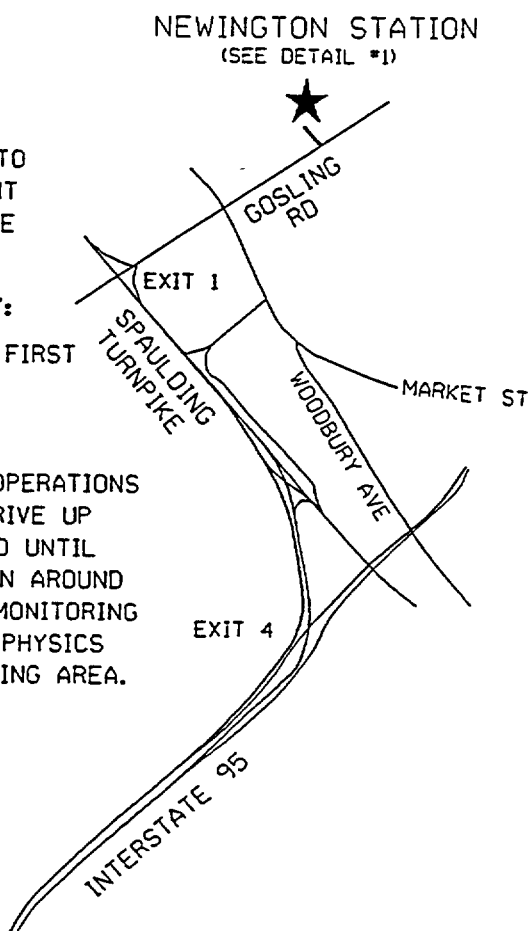 NEWINGTON STATION
(SEE DETAIL #1)
TO
IT
E
GOSLING
RD
EXIT 1
:
SPAULDING
TURNPIKE
FIRST
WOODBURY AVE
MARKET ST
OPERATIONS
RIVE UP
D UNTIL
N AROUND
MONITORING
PHYSICS
ING AREA.
EXIT 4
INTERSTATE 95